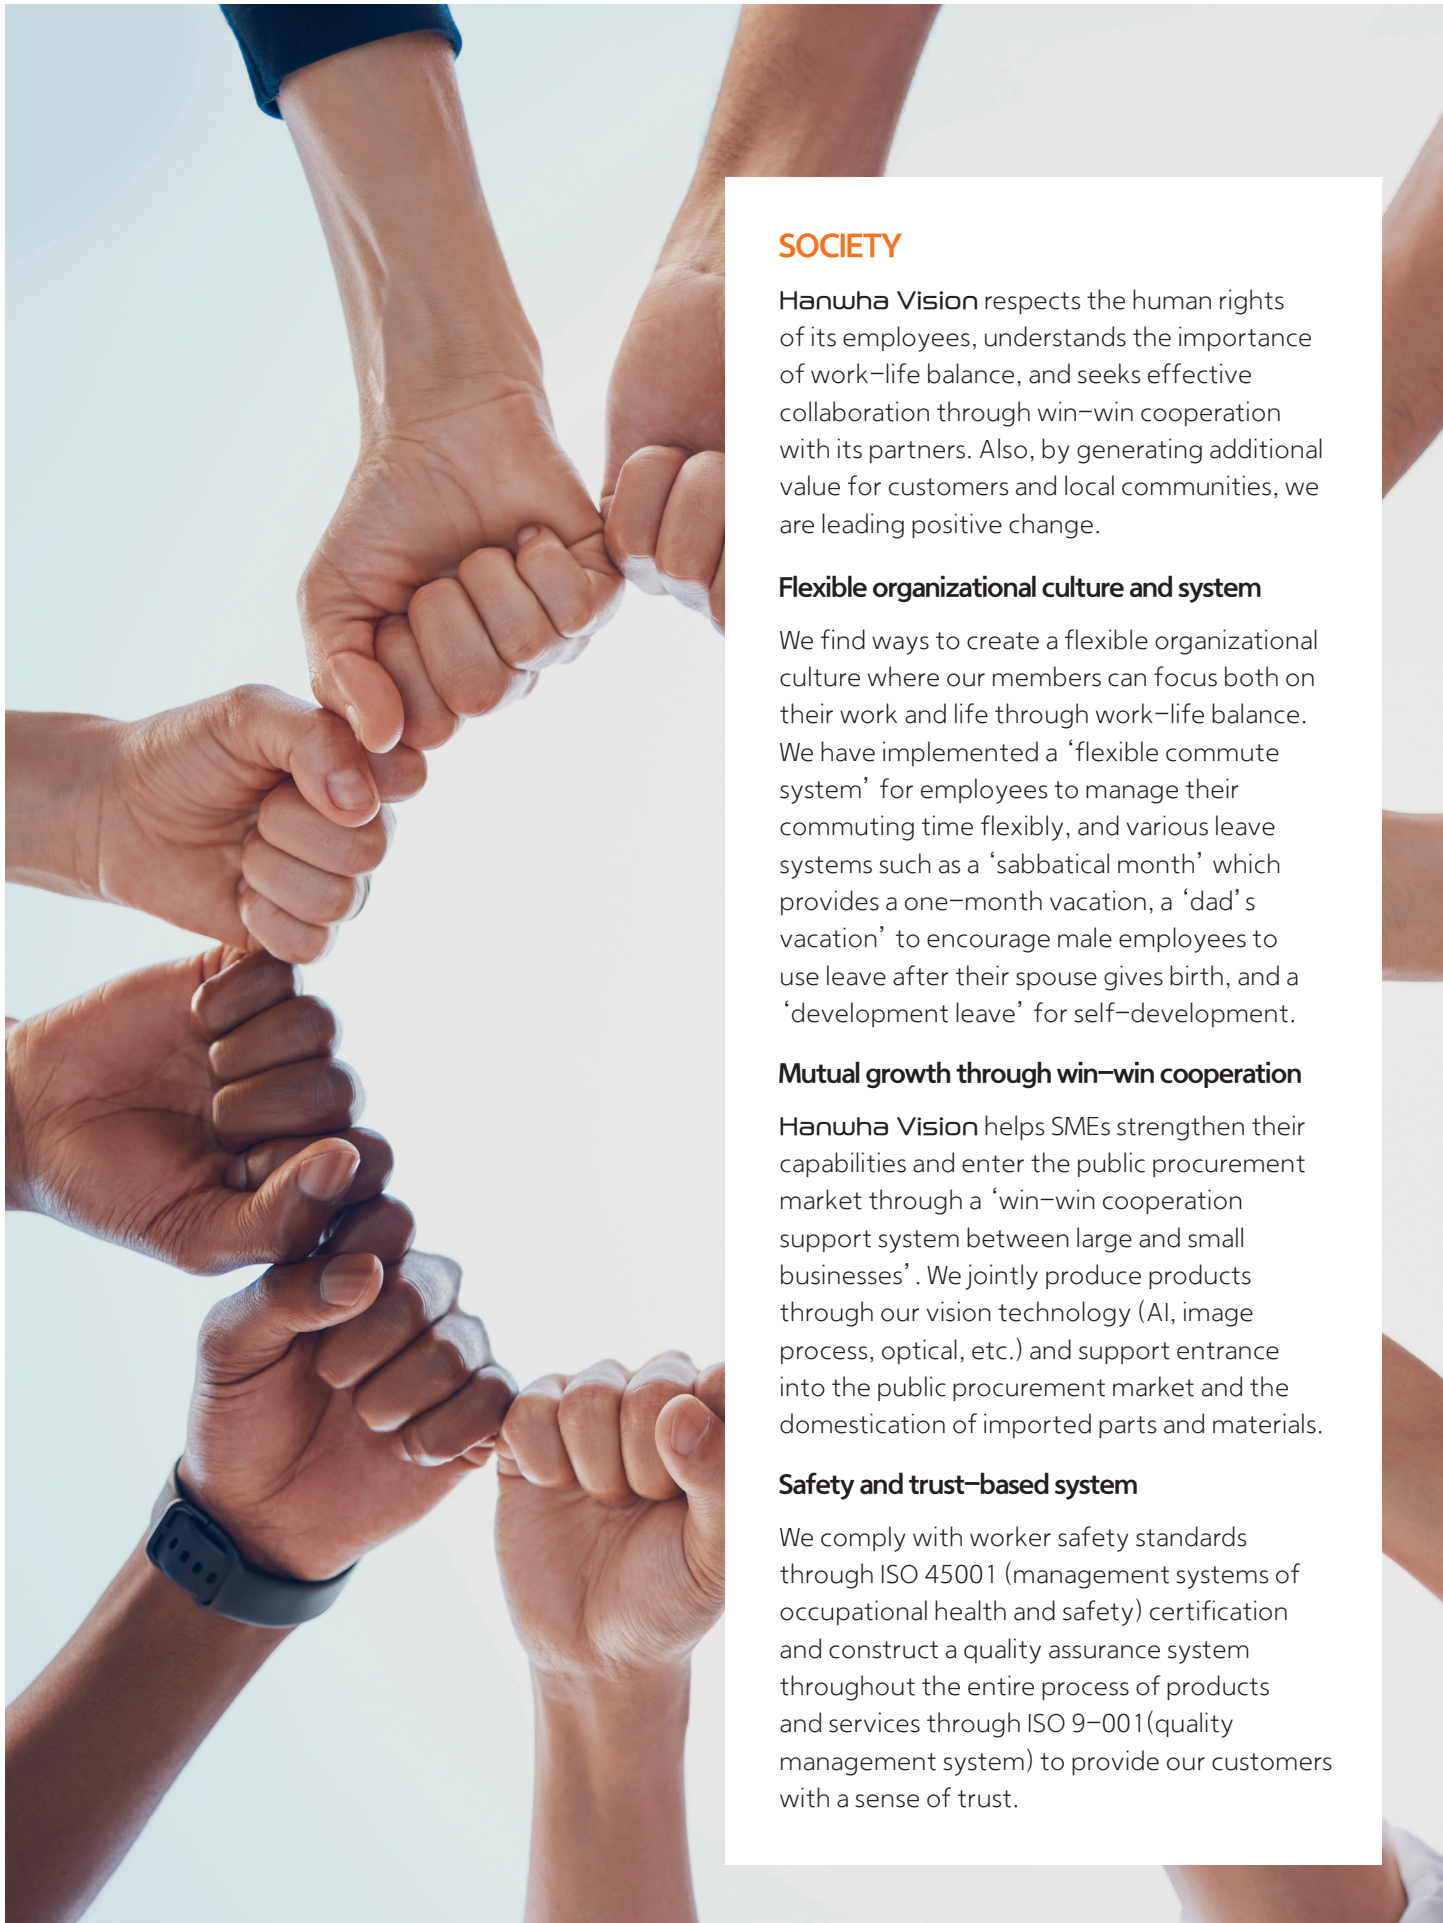 SOCIETY
Hanwha Vision respects the human rights
of its employees, understands the importance
of work-life balance, and seeks effective
collaboration through win-win cooperation
with its partners. Also, by generating additional
value for customers and local communities, we
are leading positive change.
Flexible organizational culture and system
We find ways to create a flexible organizational
culture where our members can focus both on
their work and life through work-life balance.
We have implemented a ‘flexible commute
system’ for employees to manage their
commuting time flexibly, and various leave
systems such as a ‘sabbatical month’ which
provides a one-month vacation, a ‘dad’s
vacation’ to encourage male employees to
use leave after their spouse gives birth, and a
‘development leave’ for self-development.
Mutual growth through win-win cooperation
Hanwha Vision helps SMEs strengthen their
capabilities and enter the public procurement
market through a ‘win-win cooperation
support system between large and small
businesses’. We jointly produce products
through our vision technology (AI, image
process, optical, etc.) and support entrance
into the public procurement market and the
domestication of imported parts and materials.
Safety and trust-based system
We comply with worker safety standards
through ISO 45001 (management systems of
occupational health and safety) certification
and construct a quality assurance system
throughout the entire process of products
and services through ISO 9-001(quality
management system) to provide our customers
with a sense of trust.